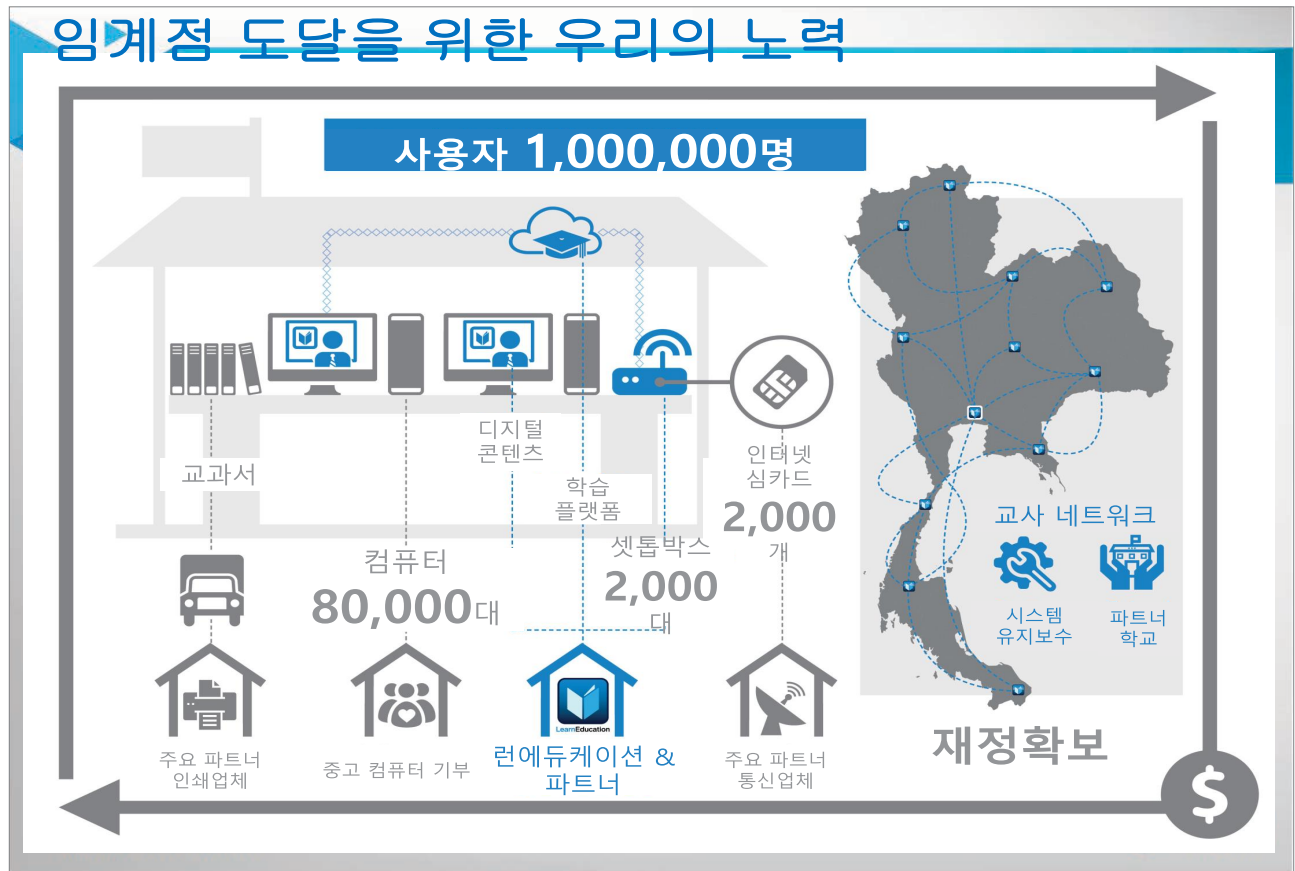 임계점 도달을 위한 우리의 노력
사용자 1,000,000명
교과서
컴퓨터
80,000대
디지털
콘텐츠
학습
플랫폼
셋톱박스
2,000
대
인터넷
심카드
2,000
개
교사 네트워크
시스템
유지보수
파트너
학교
주요 파트너
인쇄업체
중고 컴퓨터 기부
LearnEducation
런에듀케이션 &
파트너
주요 파트너
통신업체
재정확보
$